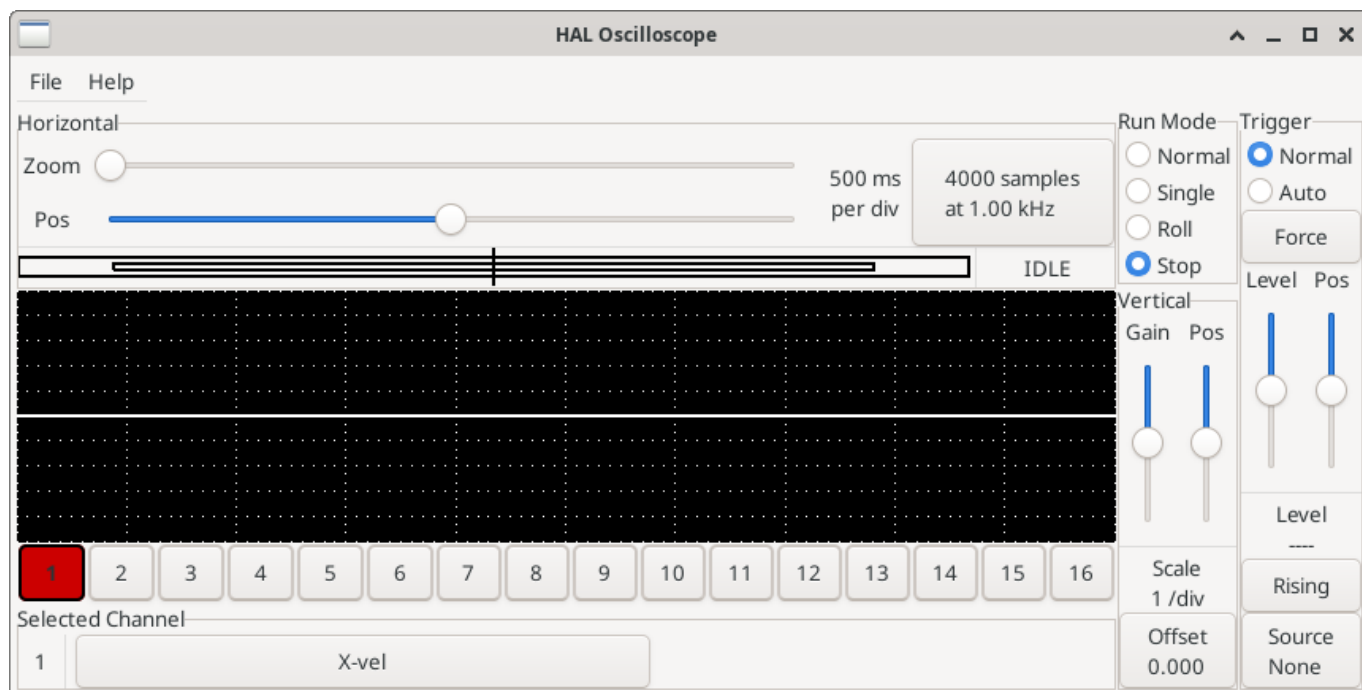 HAL Oscilloscope
File Help
Horizontal
Zoom
Pos
500 ms
per div
4000 samples
at 1.00 kHz
IDLE
Run Mode
Normal
Single
Roll
Stop
Trigger
Normal
Auto
Force
Level Pos
Vertical
Gain Pos
1 2 3 4 5 6 7 8 9 10 11 12 13 14 15 16
Scale
1 /div
Offset
0.000
Level
----
Rising
Source
None
Selected Channel
1 X-vel